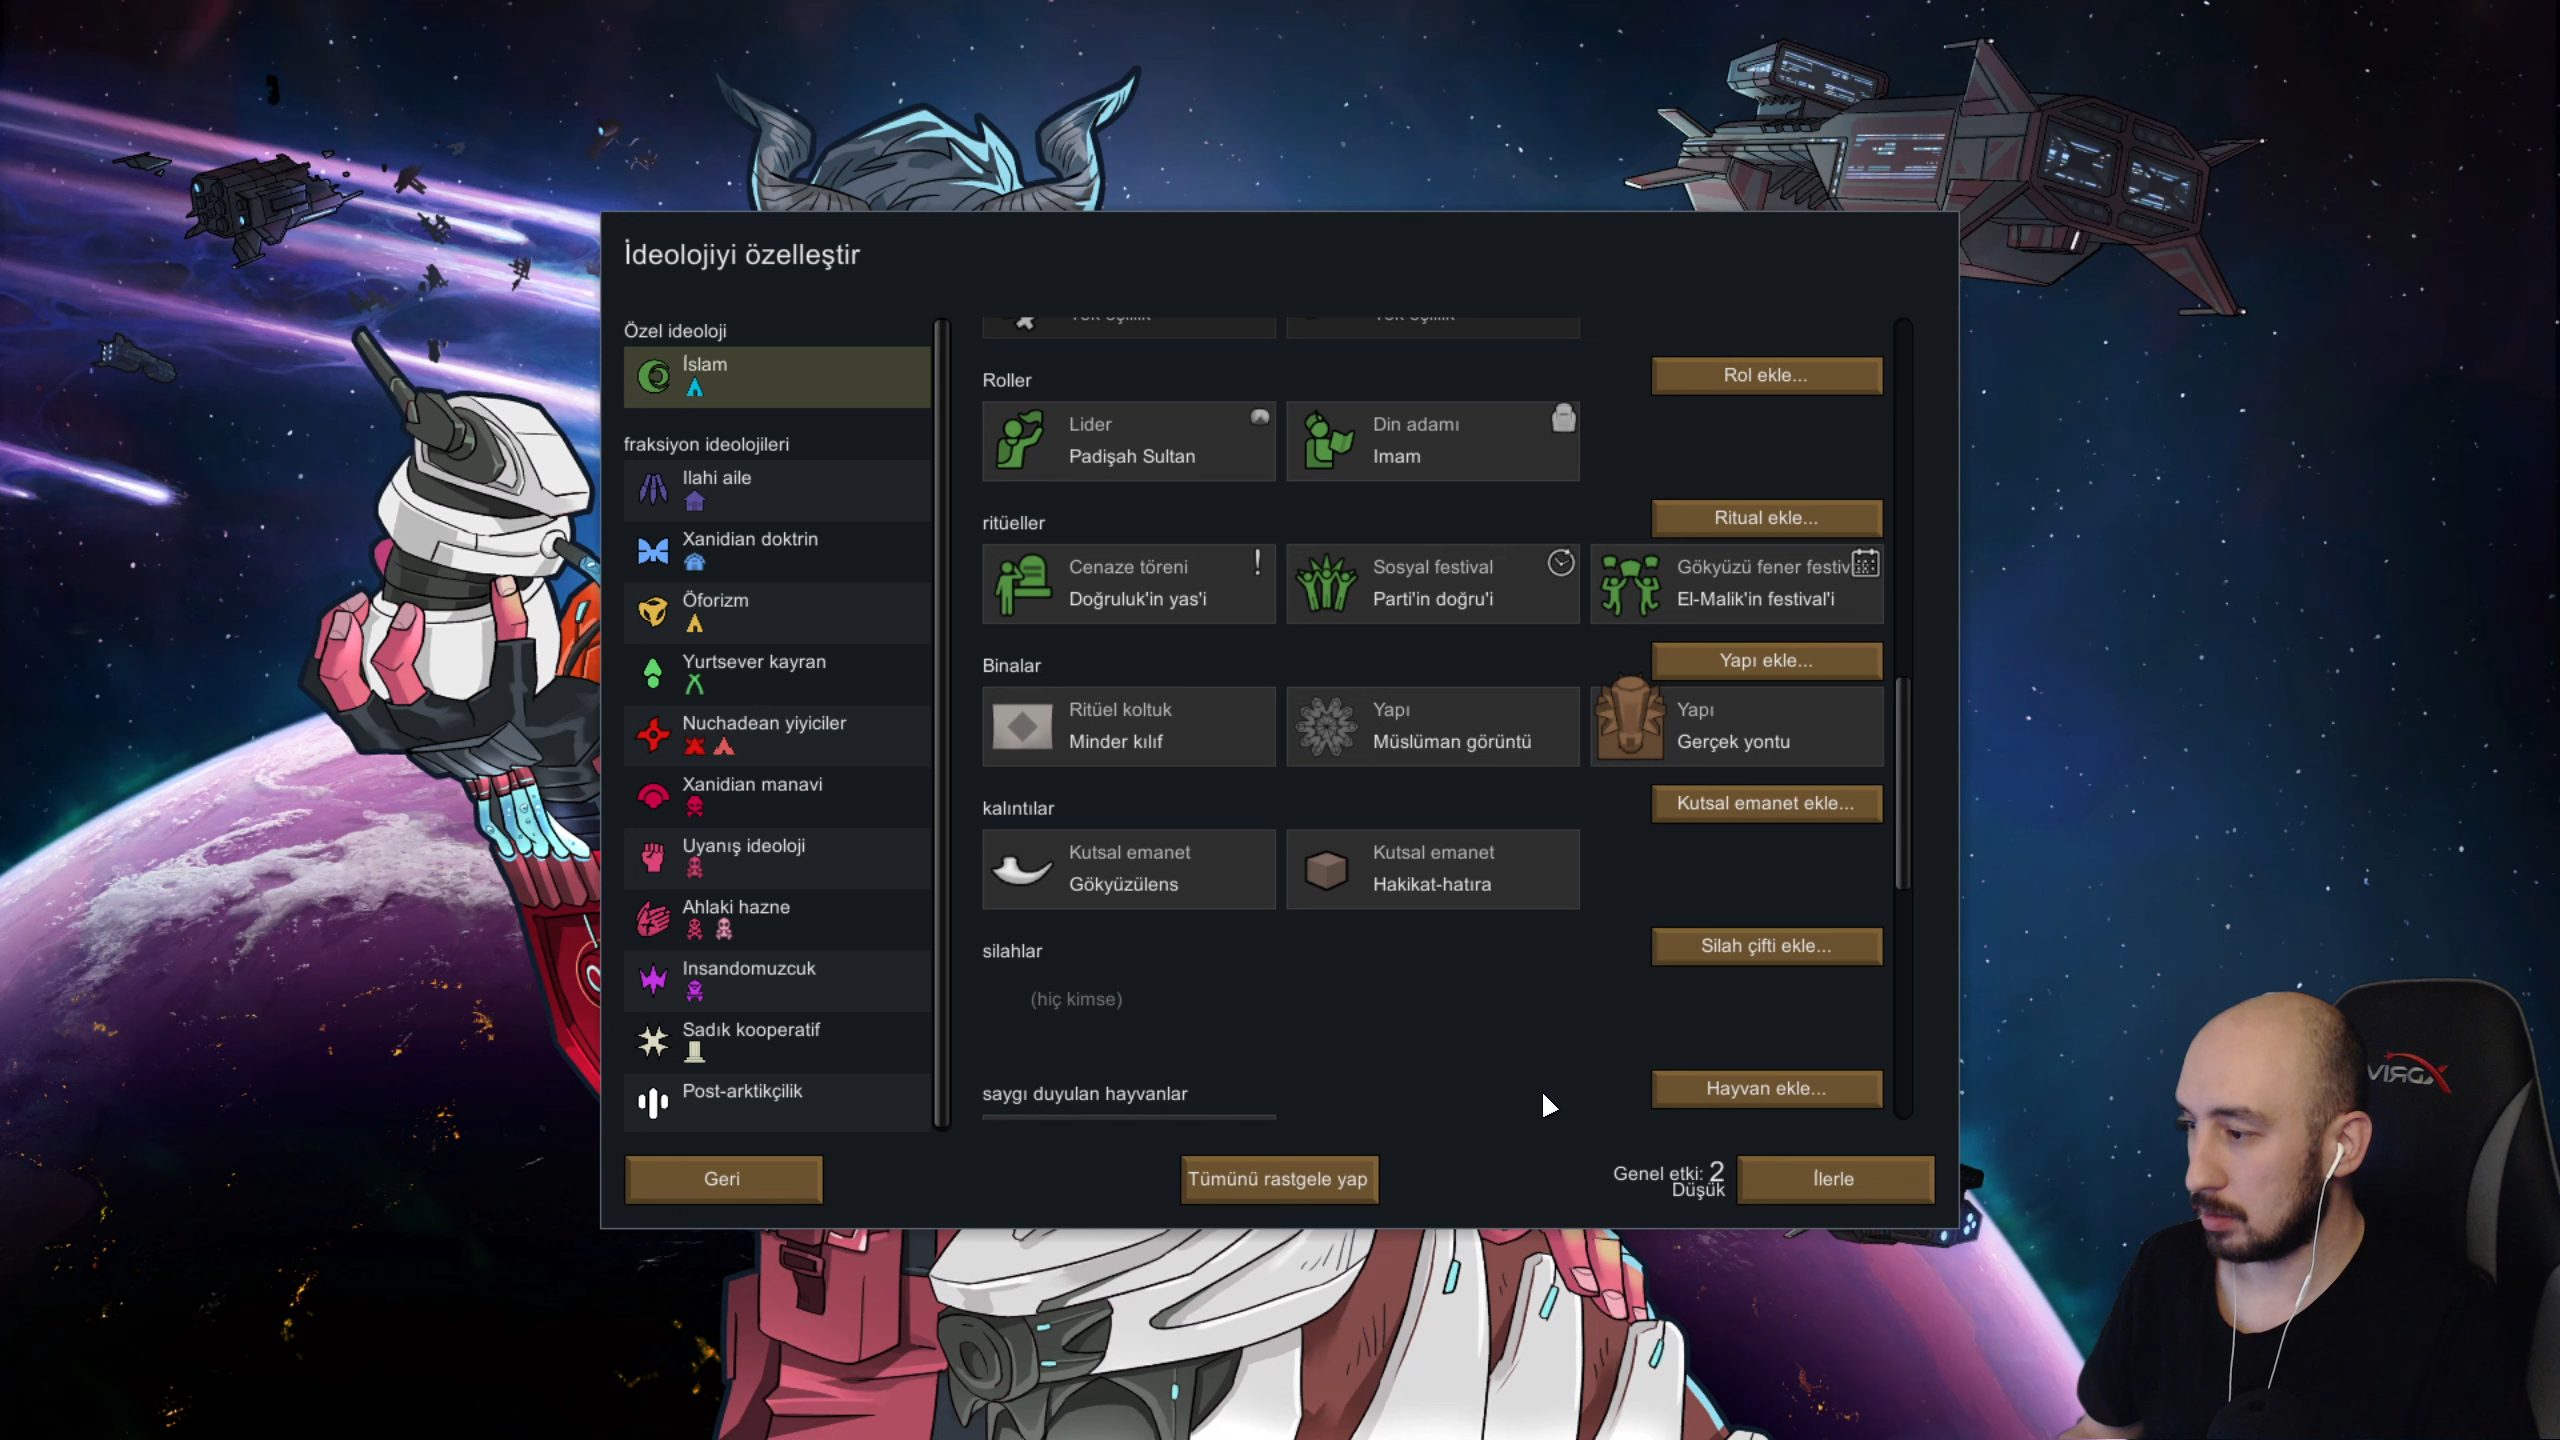 İdeolojiyi özelleştir
Özel ideoloji
İslam
fraksiyon ideolojileri
Ilahi aile
Xanidian doktrin
Öforizm
Yurtsever kayran
Nuchadean yiyiciler
Xanidian manavi
Uyanış ideoloji
Ahlaki hazne
Insandomuzcuk
Sadık kooperatif
Post-arktikçilik
Roller
Rol ekle...
Lider
Padişah Sultan
Din adamı
Imam
ritüeller
Ritual ekle...
Cenaze töreni
Doğruluk'in yas'i
Sosyal festival
Parti'in doğru'i
Gökyüzü fener festiv
El-Malik'in festival'i
Binalar
Yapı ekle...
Ritüel koltuk
Minder kılıf
Yapı
Müslüman görüntü
Yapı
Gerçek yontu
kalıntılar
Kutsal emanet ekle...
Kutsal emanet
Gökyüzülens
Kutsal emanet
Hakikat-hatıra
silahlar
Silah çifti ekle...
(hiç kimse)
saygı duyulan hayvanlar
Hayvan ekle...
Geri
Tümünü rastgele yap
Genel etki: 2
Düşük
İlerle